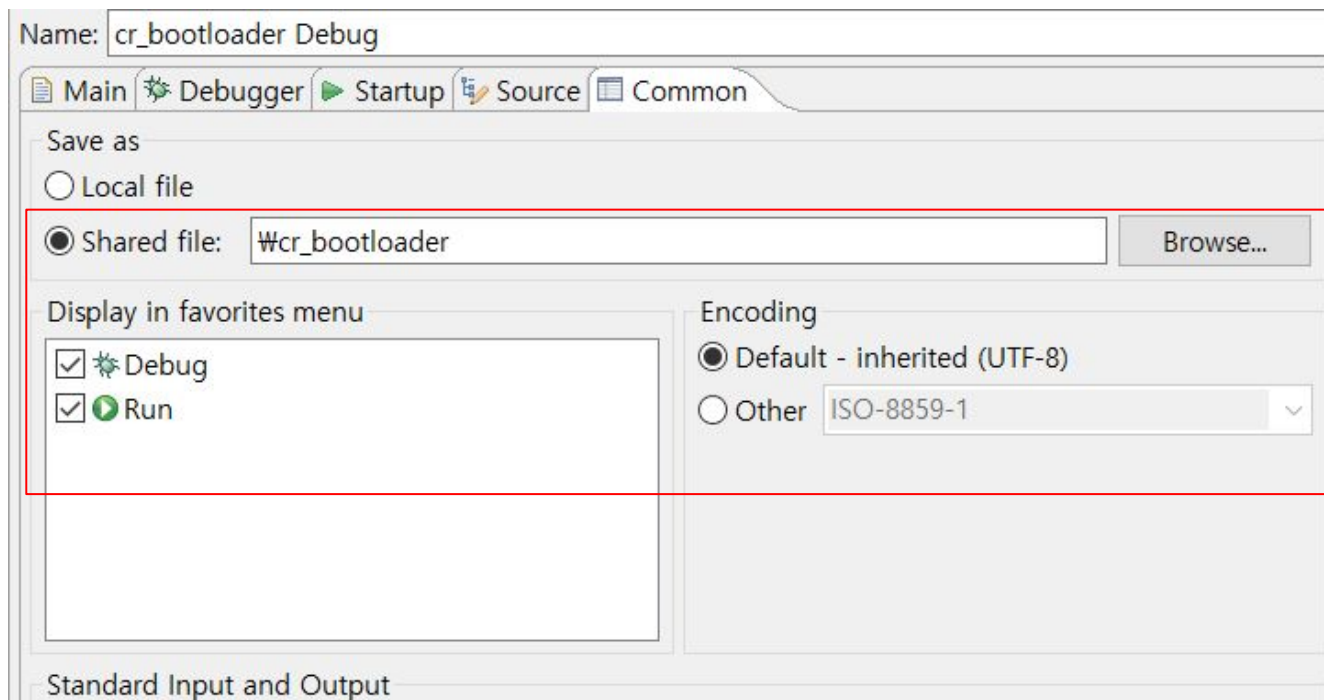 Name: cr_bootloader Debug
Main Debugger Startup Source Common
Save as
Local file
Shared file: ₩cr_bootloader Browse...
Display in favorites menu
Debug
Run
Encoding
Default - inherited (UTF-8)
Other ISO-8859-1
Standard Input and Output